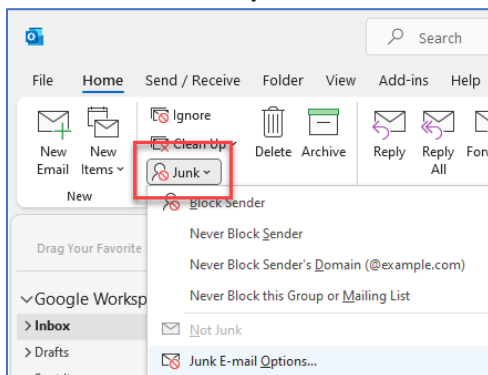 Search
File Home Send / Receive Folder View Add-ins Help
Ignore
Clean Up
Junk
New Email
New Items
Delete
Archive
Reply
Reply All
New
Block Sender
Never Block Sender
Never Block Sender's Domain (@example.com)
Never Block this Group or Mailing List
Not Junk
Junk E-mail Options...
Drag Your Favorite
Google Worksp
Inbox
Drafts